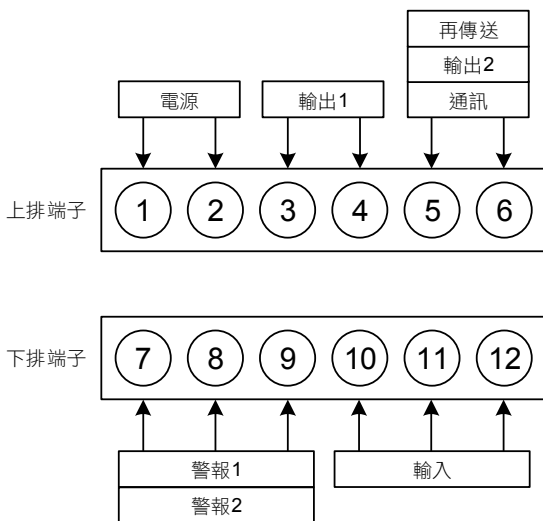 再傳送
輸出2
電源
輸出1
通訊
上排端子
1 2 3 4 5 6
下排端子
7 8 9 10 11 12
警報1
輸入
警報2